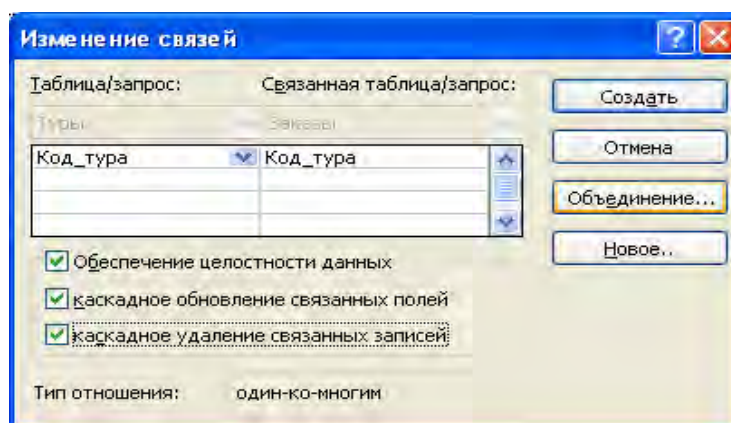 Изменение связей
Таблица/запрос: Связанная таблица/запрос:
Туры Заказы
Код_тура Код_тура
Обеспечение целостности данных
каскадное обновление связанных полей
каскадное удаление связанных записей
Тип отношения: один-ко-многим
Создать
Отмена
Объединение...
Новое..